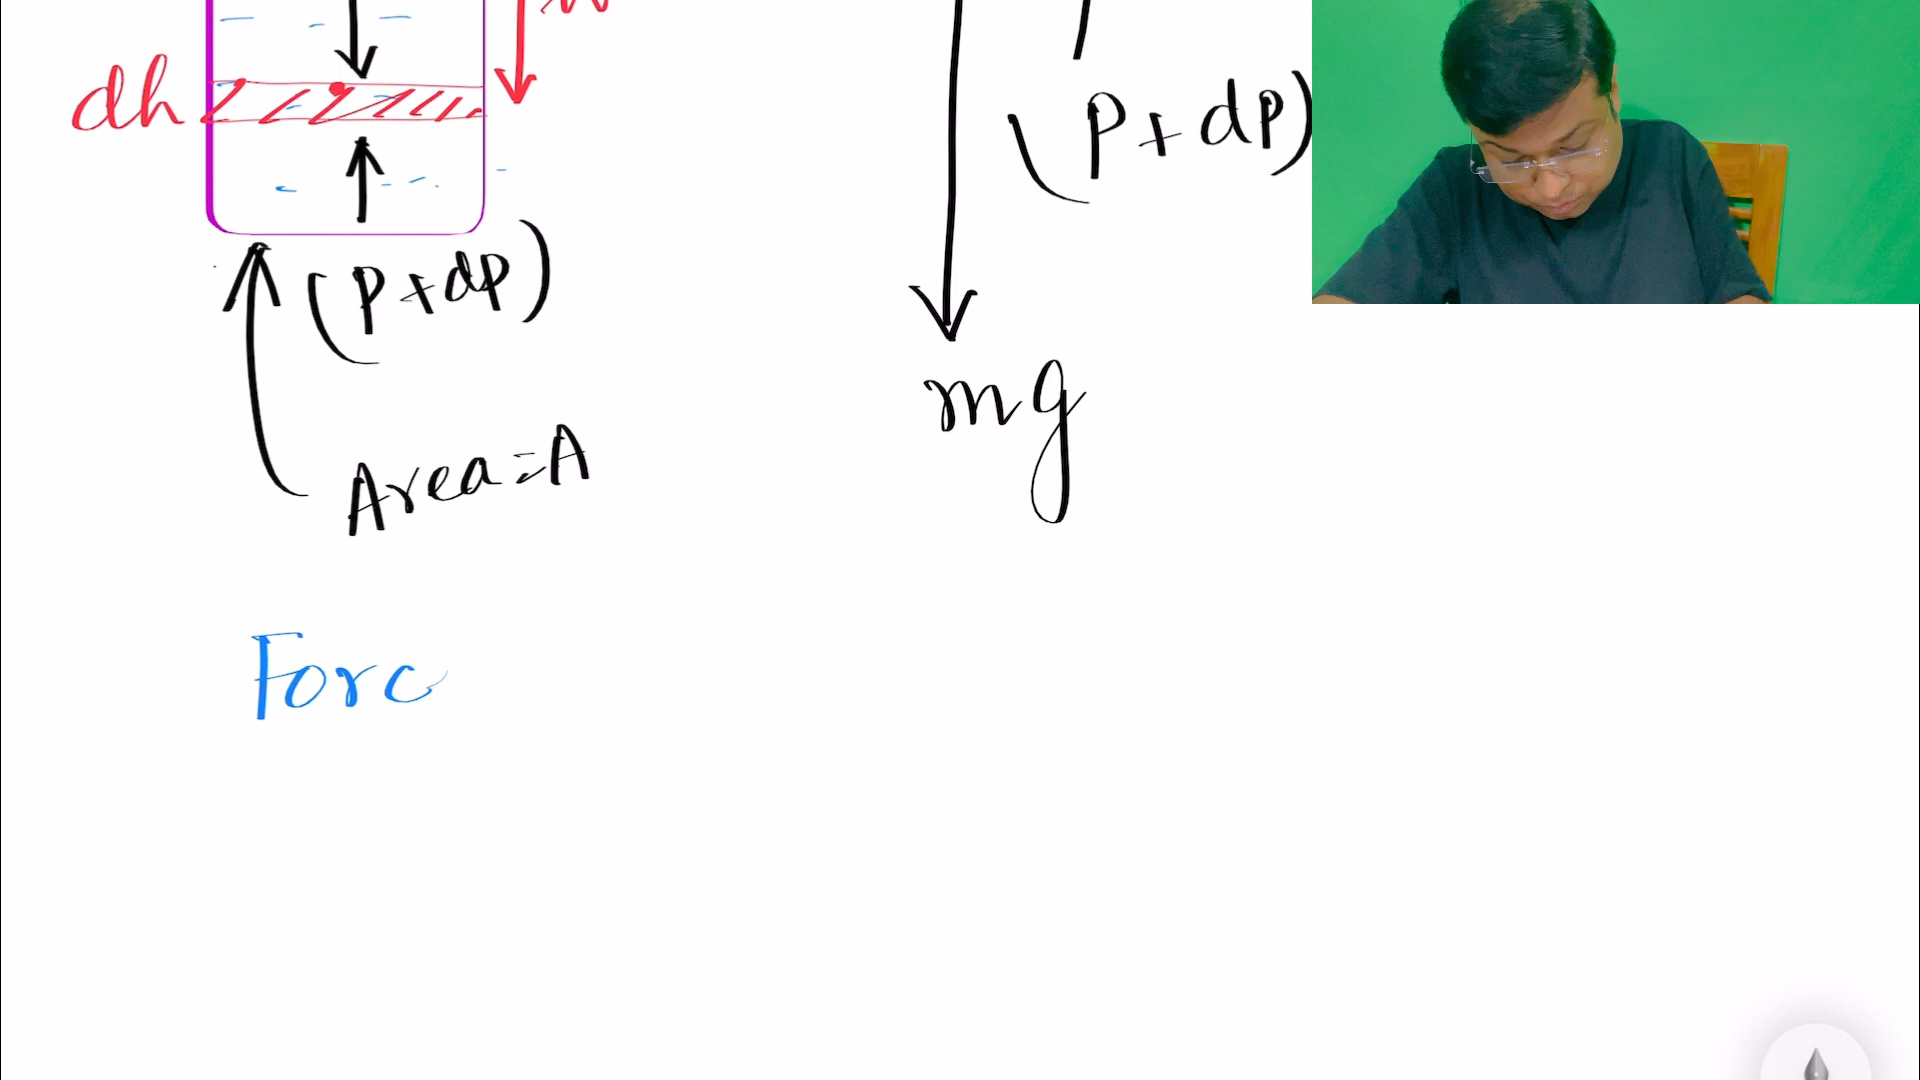 (P+dP)
dh
(P+dP)
mg
Area=A
Forc